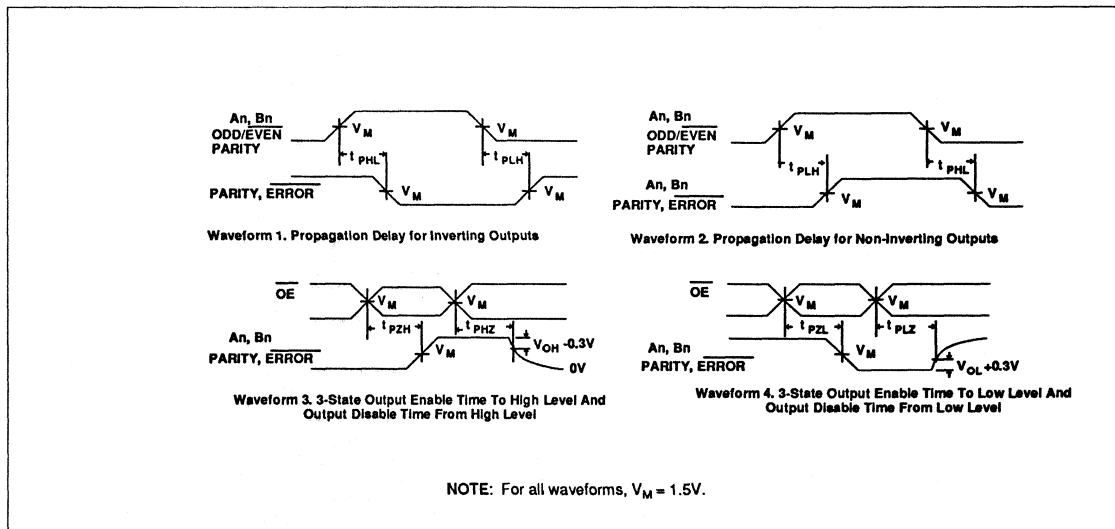 An, Bn
ODD/EVEN
PARITY
V_M
V_M
t_PHL
t_PLH
PARITY, ERROR
V_M
V_M
Waveform 1. Propagation Delay for Inverting Outputs
An, Bn
ODD/EVEN
PARITY
V_M
V_M
t_PLH
t_PHL
An, Bn
PARITY, ERROR
V_M
V_M
Waveform 2. Propagation Delay for Non-Inverting Outputs
OE
V_M
V_M
t_PZH
t_PHZ
An, Bn
PARITY, ERROR
V_M
V_OH -0.3V
0V
Waveform 3. 3-State Output Enable Time To High Level And
Output Disable Time From High Level
OE
V_M
V_M
t_PZL
t_PLZ
An, Bn
PARITY, ERROR
V_M
V_OL +0.3V
Waveform 4. 3-State Output Enable Time To Low Level And
Output Disable Time From Low Level
NOTE: For all waveforms, V_M = 1.5V.